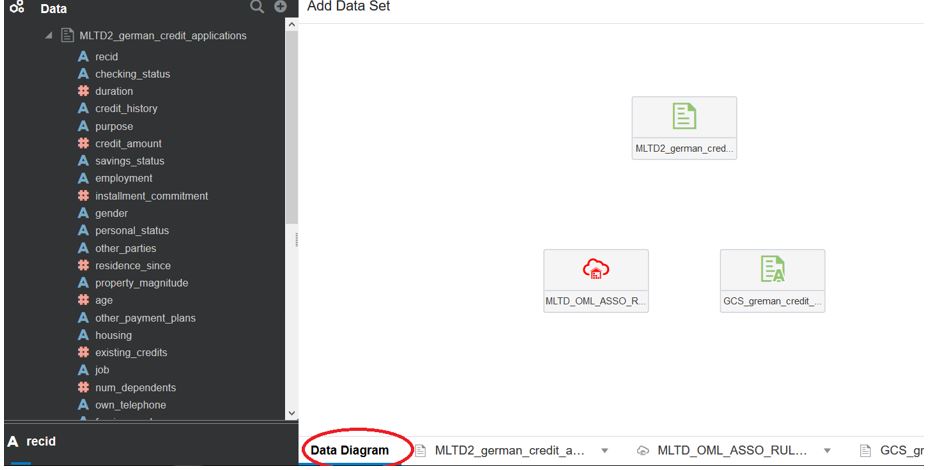 Data
Add Data Set
MLTD2_german_credit_applications
A recid
A checking_status
# duration
A credit_history
A purpose
# credit_amount
A savings_status
A employment
# installment_commitment
A gender
A personal_status
A other_parties
# residence_since
A property_magnitude
# age
A other_payment_plans
A housing
# existing_credits
A job
# num_dependents
A own_telephone
A recid
MLTD2_german_cred...
MLTD_OML_ASSO_R...
GCS_greman_credit_...
Data Diagram
MLTD2_german_credit_a...
MLTD_OML_ASSO_RUL...
GCS_g